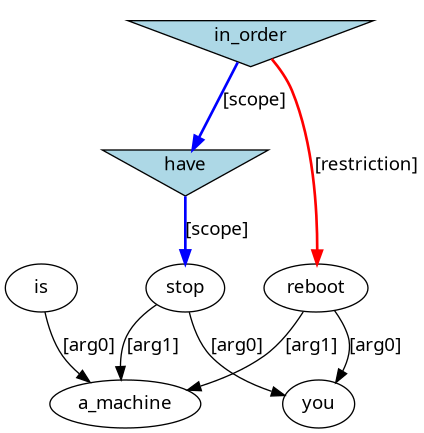 in_order
[scope]
have
[restriction]
[scope]
is
stop
reboot
[arg0]
[arg1]
[arg0]
[arg1]
[arg0]
a_machine
you